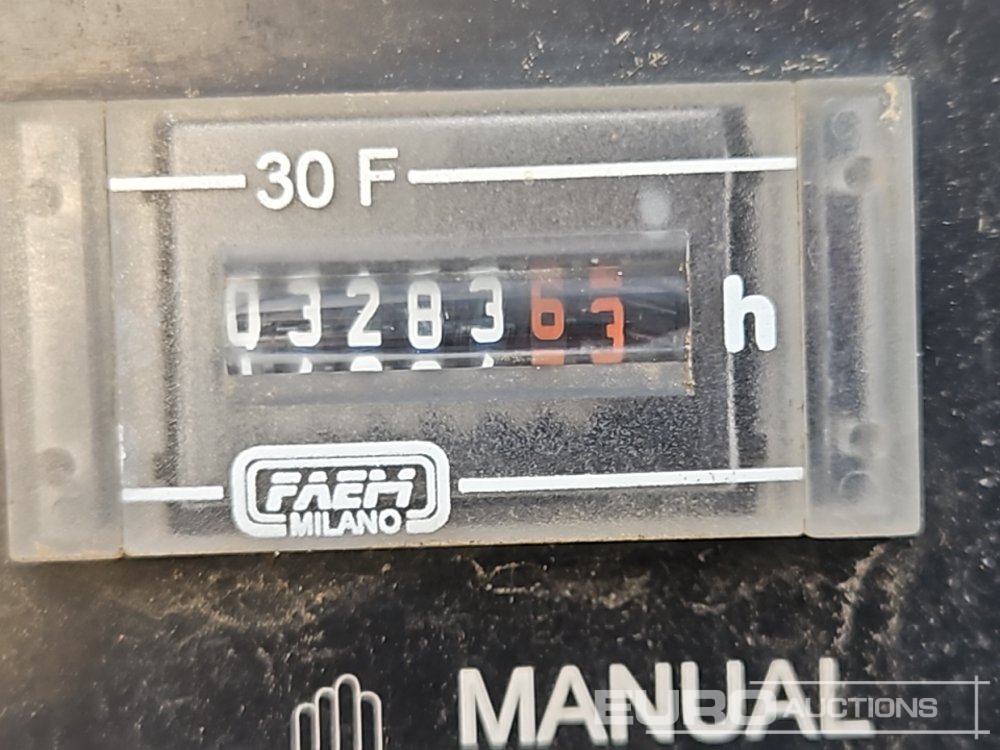 30 F
0328363 h
FAEM
MILANO
MANUAL
EURO AUCTIONS